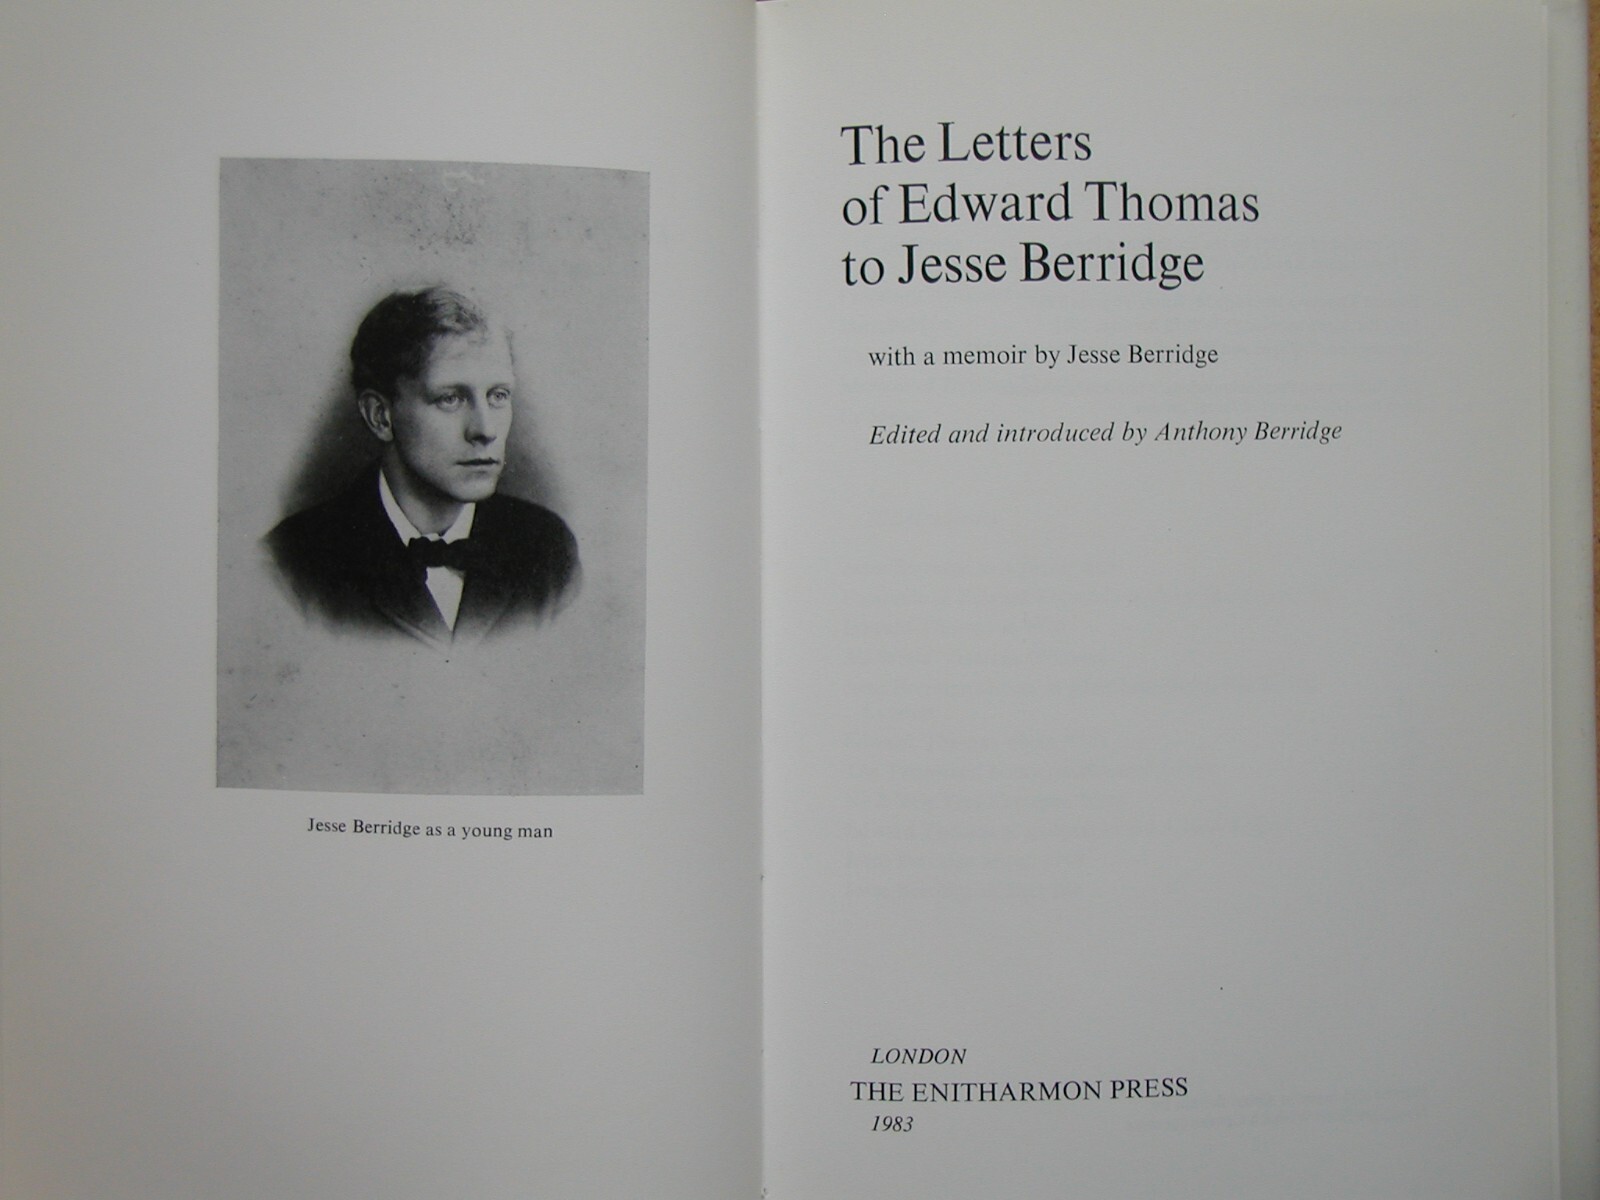 Jesse Berridge as a young man
The Letters
of Edward Thomas
to Jesse Berridge
with a memoir by Jesse Berridge
Edited and introduced by Anthony Berridge
LONDON
THE ENITHARMON PRESS
1983